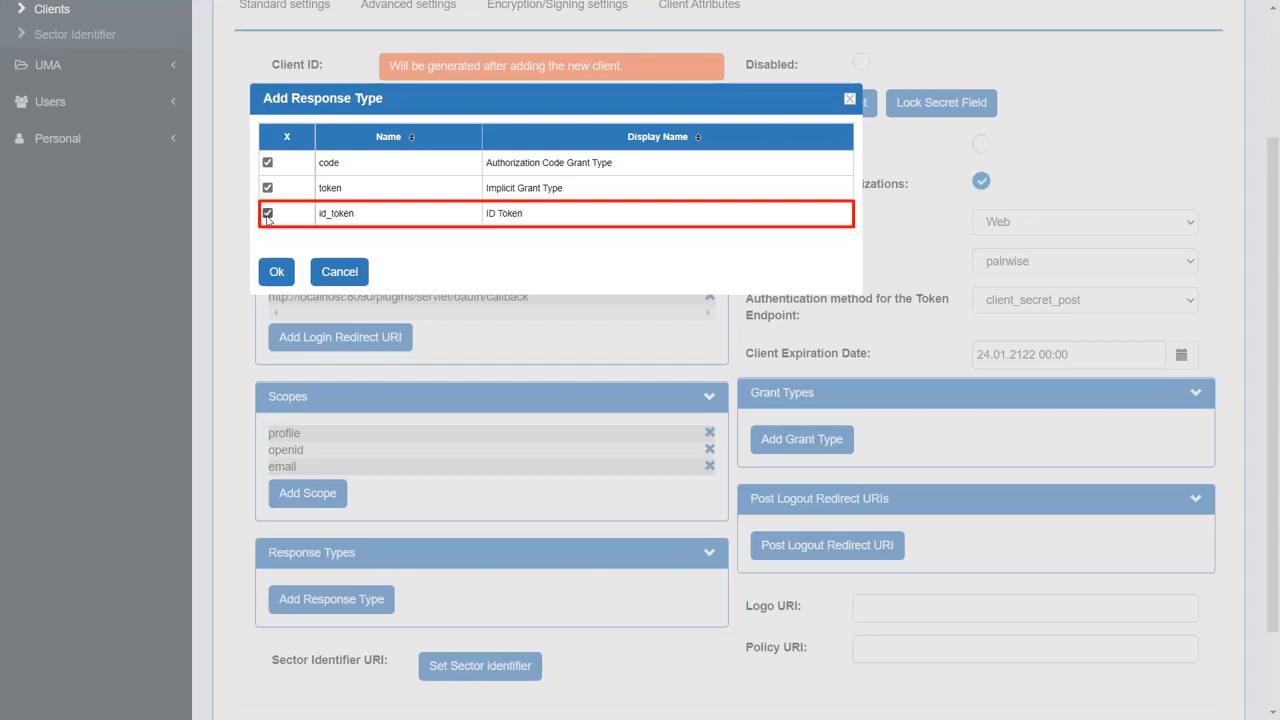 Clients
Sector Identifier
UMA
Users
Personal
Standard settings
Advanced settings
Encryption/Signing settings
Client Attributes
Client ID:
Will be generated after adding the new client.
Disabled:
Lock Secret Field
Add Response Type
X
Name
Display Name
code
Authorization Code Grant Type
token
Implicit Grant Type
id_token
ID Token
Ok
Cancel
izations:
Web
pairwise
http://localhost:8090/plugins/servlet/oauth/callback
Add Login Redirect URI
Authentication method for the Token
Endpoint:
client_secret_post
Client Expiration Date:
24.01.2122 00:00
Scopes
profile
openid
email
Add Scope
Grant Types
Add Grant Type
Post Logout Redirect URIs
Post Logout Redirect URI
Response Types
Add Response Type
Logo URI:
Policy URI:
Sector Identifier URI:
Set Sector identifier